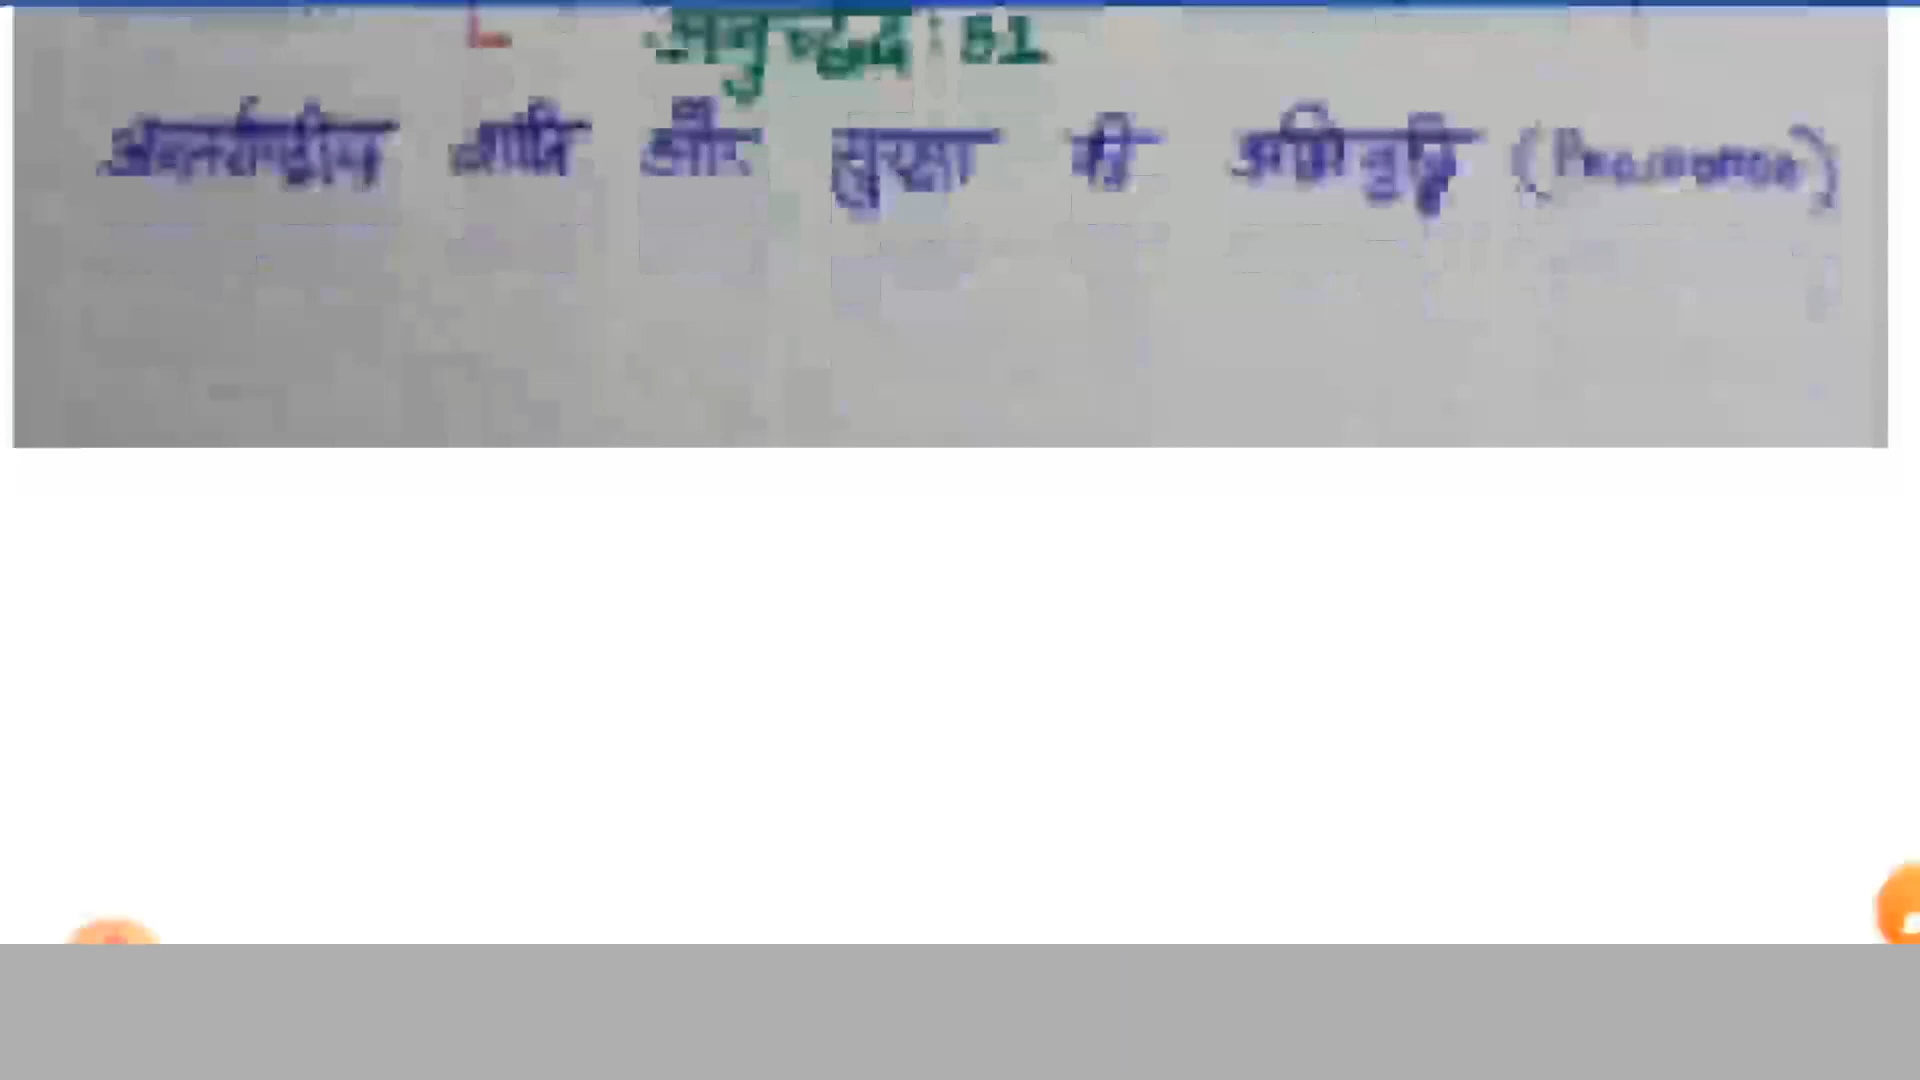 अनुच्छेद : 51
अन्तर्राष्ट्रीय शांति और सुरक्षा की अभिवृद्धि (Promotion)